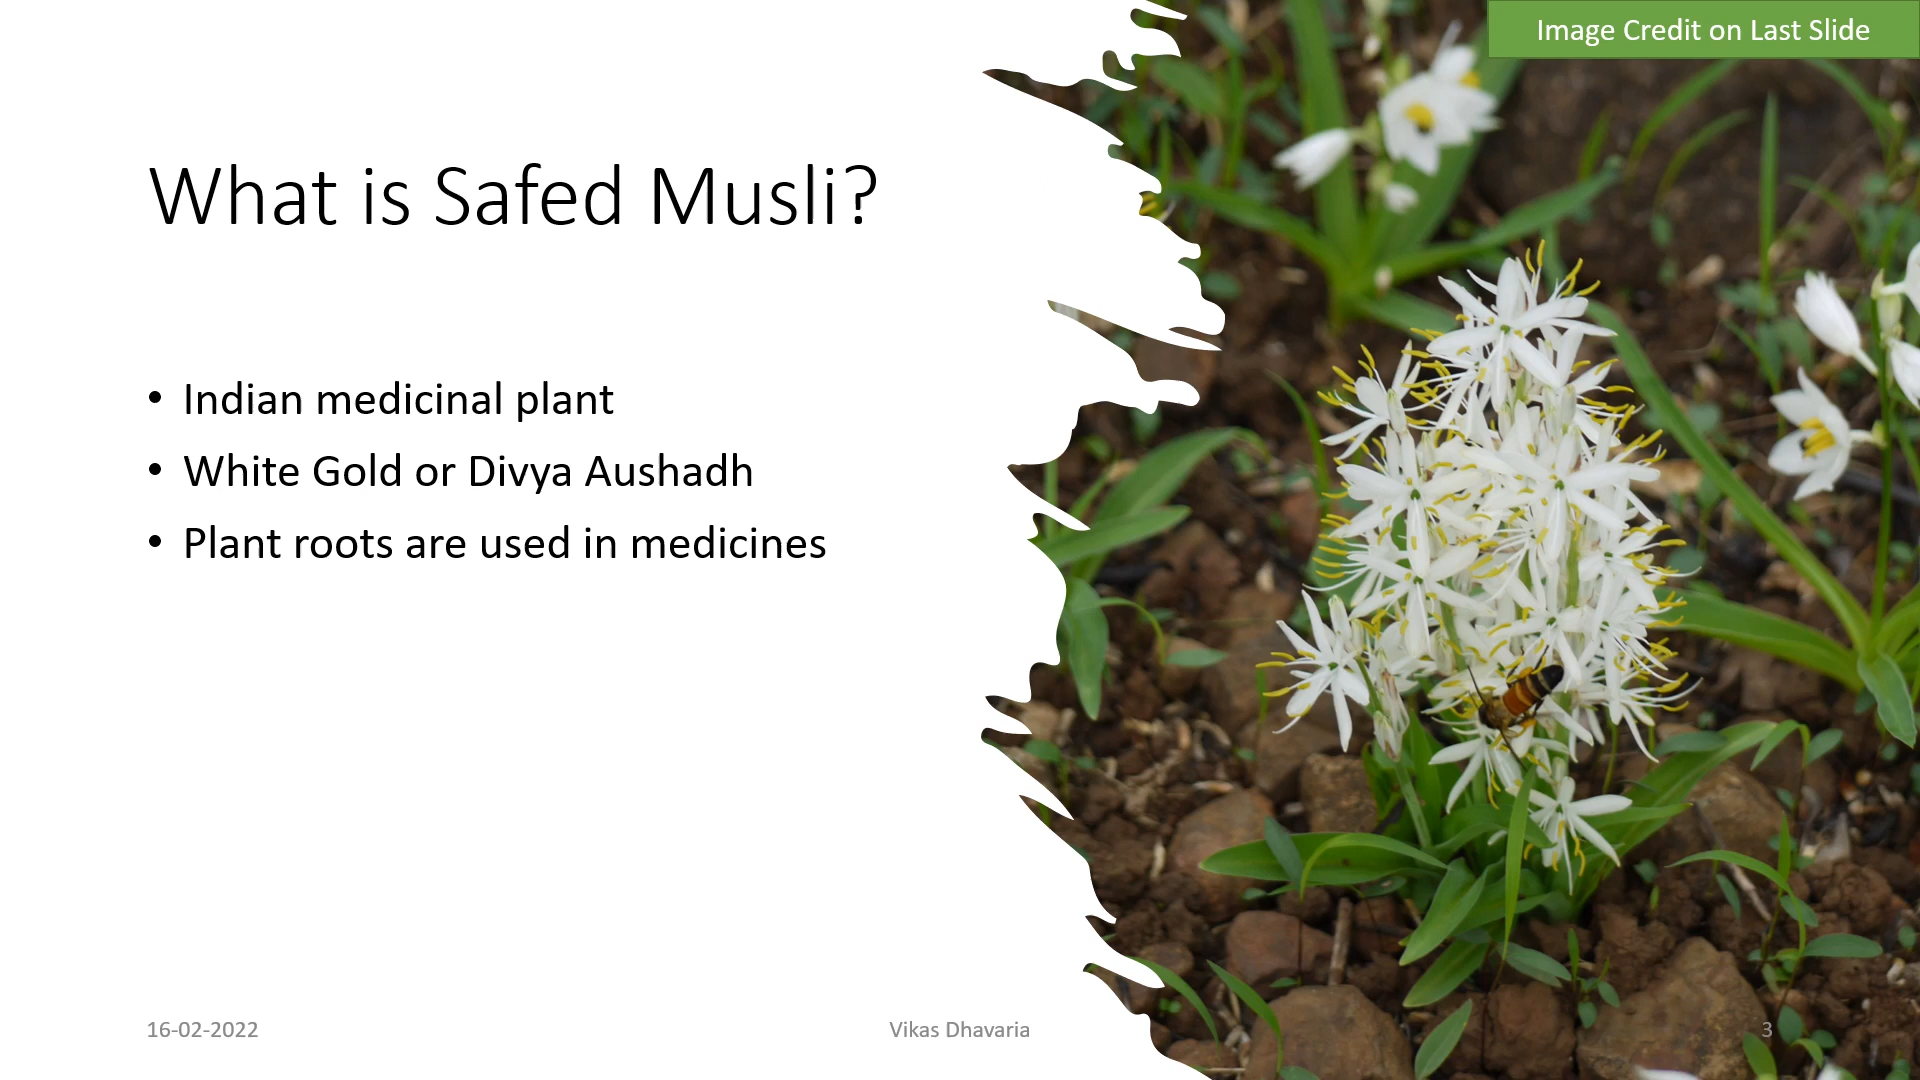 Image Credit on Last Slide
What is Safed Musli?
• Indian medicinal plant
• White Gold or Divya Aushadh
• Plant roots are used in medicines
16-02-2022
Vikas Dhavaria
3